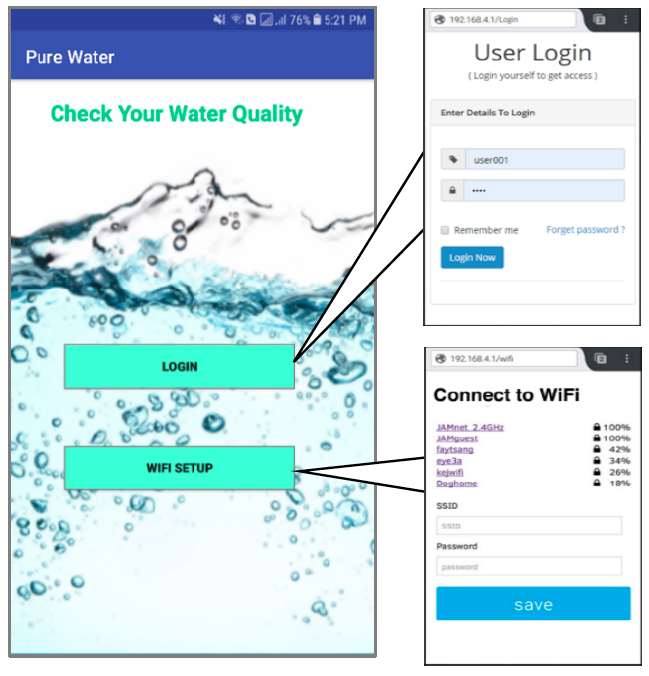 76% 5:21 PM
Pure Water
Check Your Water Quality
LOGIN
WIFI SETUP
192.168.4.1/Login
User Login
( Login yourself to get access )
Enter Details To Login
user001
••••
Remember me Forget password ?
Login Now
192.168.4.1/wifi
Connect to WiFi
JAMnet_2.4GHz 100%
JAMguest 100%
faytsang 42%
eye3a 34%
kejwifi 26%
Doghome 18%
SSID
SSID
Password
password
save